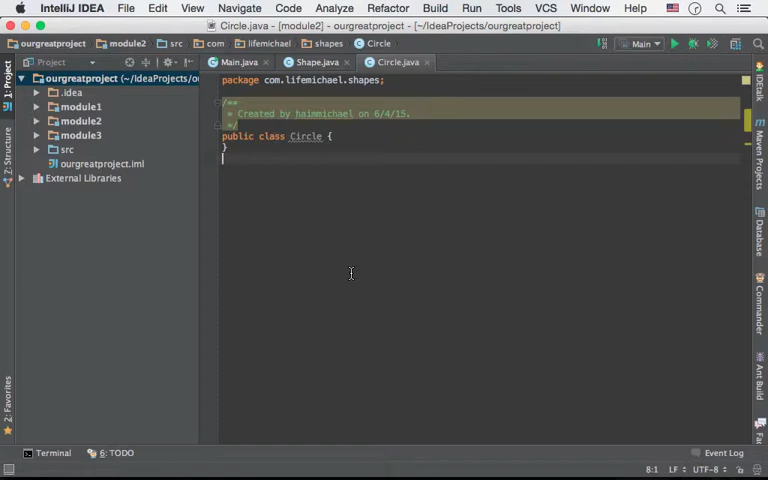 IntelliJ IDEA File Edit View Navigate Code Analyze Refactor Build Run Tools VCS Window Help
Circle.java - [module2] - ourgreatproject - [~/IdeaProjects/ourgreatproject]
ourgreatproject module2 src com lifemichael shapes Circle Main
1: Project
Z: Structure
2: Favorites
Project
ourgreatproject (~/IdeaProjects/o
.idea
module1
module2
module3
src
ourgreatproject.iml
External Libraries
Main.java Shape.java Circle.java
package com.lifemichael.shapes;
/**
* Created by haimmichael on 6/4/15.
*/
public class Circle {
}
IDEtalk
Maven Projects
Database
Commander
Ant Build
Terminal 6: TODO Event Log
8:1 LF UTF-8